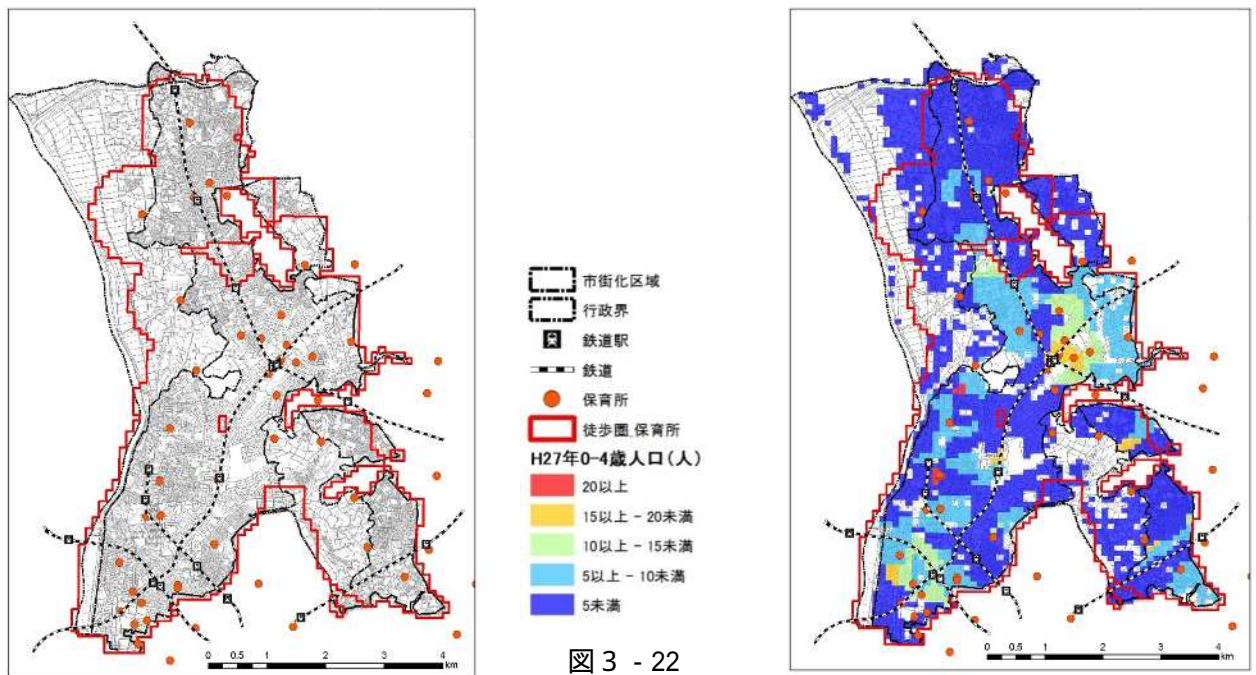 市街化区域
行政界
鉄道駅
鉄道
保育所
徒歩圏_保育所
H27年0-4歳人口(人)
20以上
15以上 - 20未満
10以上 - 15未満
5以上 - 10未満
5未満
0 0.5 1 2 3 4
km
0 0.5 1 2 3 4
km
図3 - 22